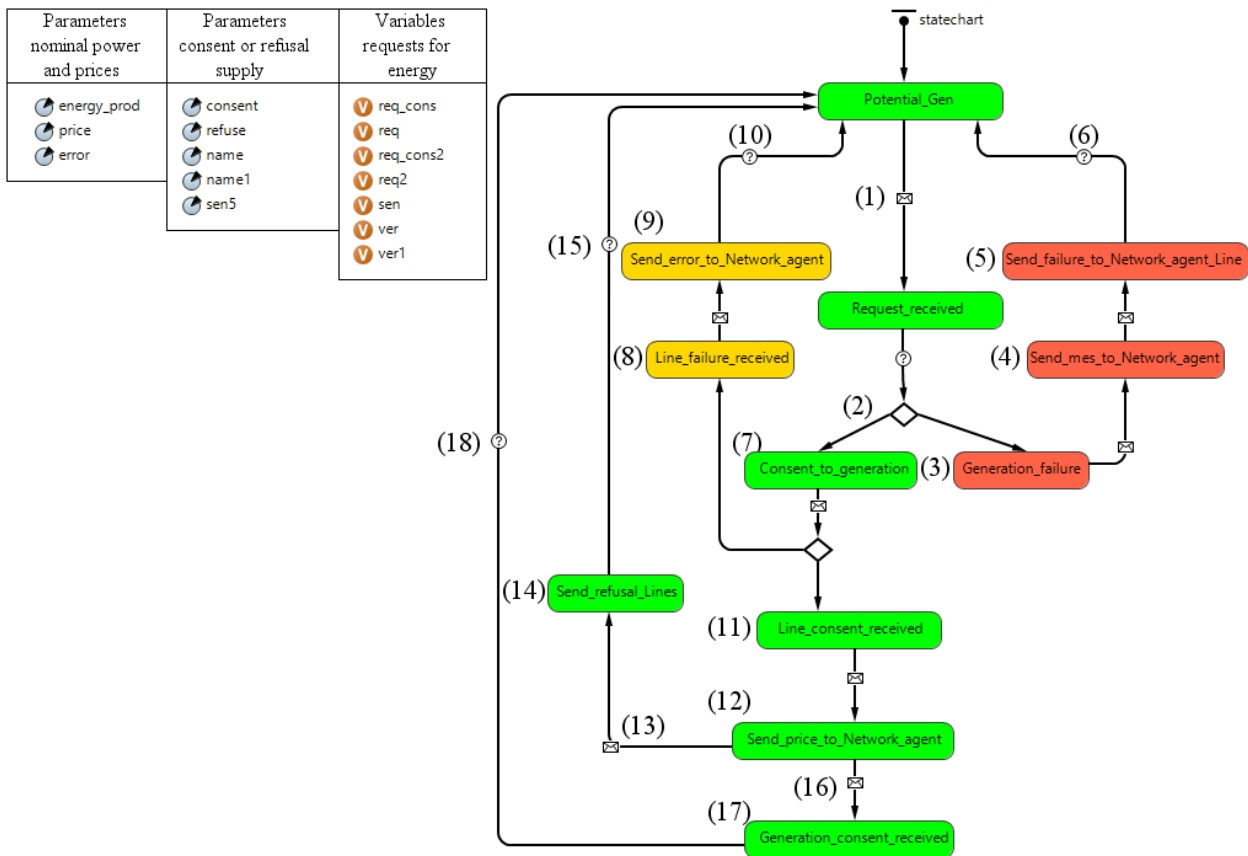 Parameters
nominal power
and prices
Parameters
consent or refusal
supply
Variables
requests for
energy
energy_prod
price
error
consent
refuse
name
name1
sen5
req_cons
req
req_cons2
req2
sen
ver
ver1
statechart
Potential_Gen
(10)
?
(6)
?
(1)
(9)
(15)
?
Send_error_to_Network_agent
(5)
Send_failure_to_Network_agent_Line
Request_received
(8)
Line_failure_received
?
(4)
Send_mes_to_Network_agent
(2)
(18)
?
(7)
Consent_to_generation
(3)
Generation_failure
(14)
Send_refusal_Lines
(11)
Line_consent_received
(12)
(13)
Send_price_to_Network_agent
(16)
(17)
Generation_consent_received